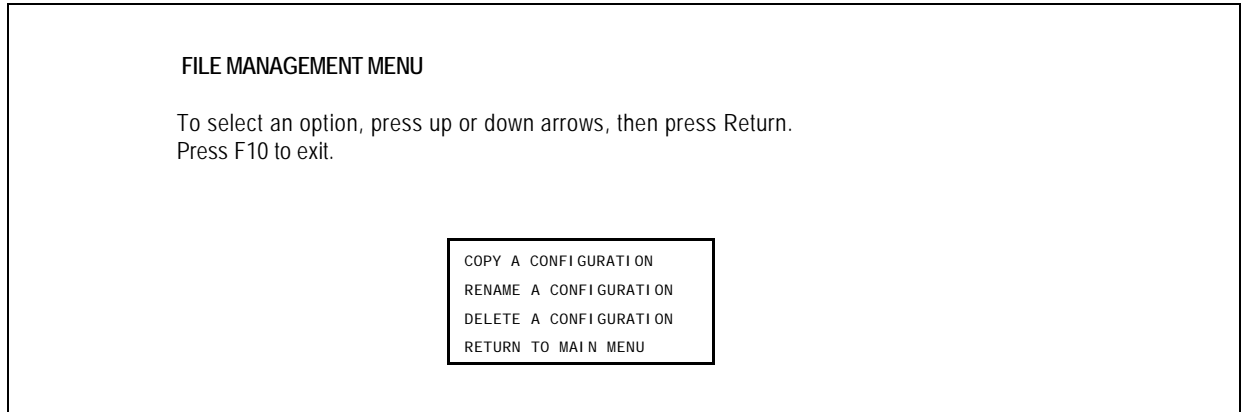 FILE MANAGEMENT MENU
To select an option, press up or down arrows, then press Return.
Press F10 to exit.
COPY A CONFIGURATION
RENAME A CONFIGURATION
DELETE A CONFIGURATION
RETURN TO MAIN MENU